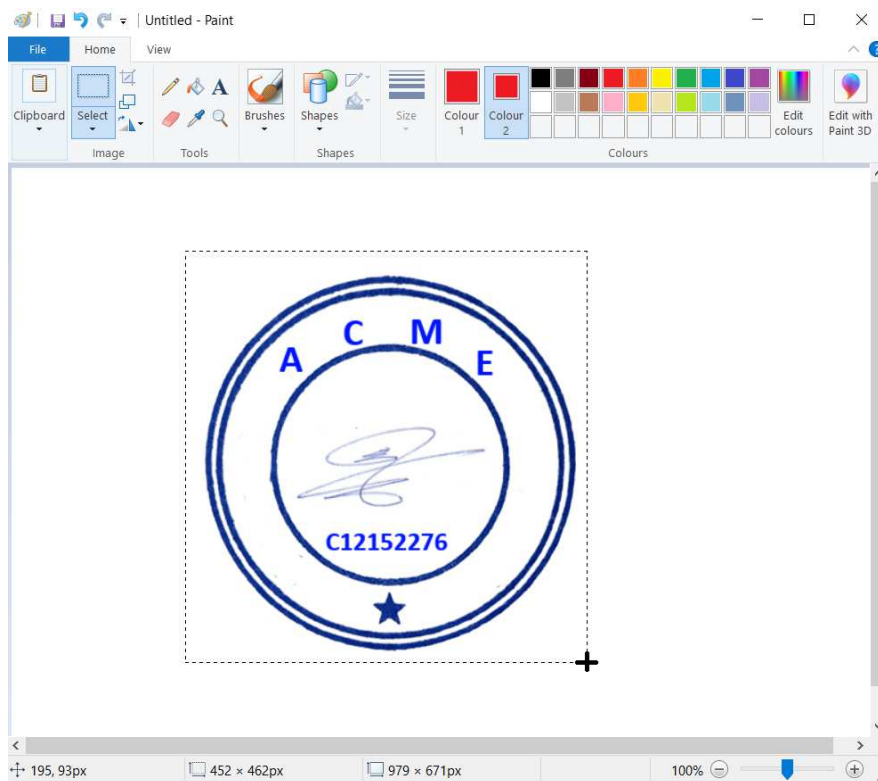 Untitled - Paint
File Home View
Clipboard Select Brushes Shapes Size Colour 1 Colour 2 Edit colours Edit with Paint 3D
Image Tools Shapes Colours
A C M E
C12152276
195, 93px 452 × 462px 979 × 671px 100%